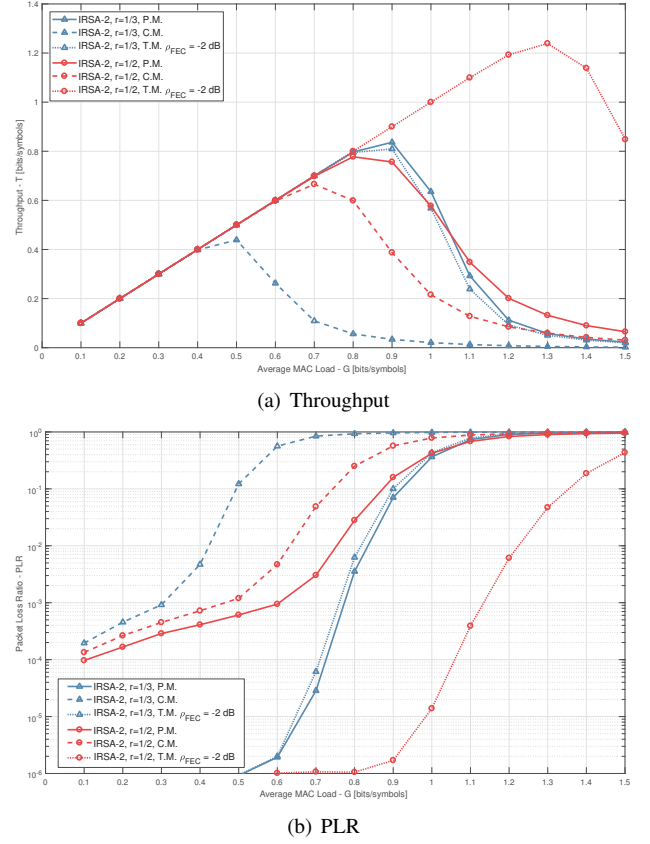 1.4
1.2
1
0.8
0.6
0.4
0.2
0
Throughput - T [bits/symbols]
IRSA-2, r=1/3, P.M.
IRSA-2, r=1/3, C.M.
IRSA-2, r=1/3, T.M. ρFEC = -2 dB
IRSA-2, r=1/2, P.M.
IRSA-2, r=1/2, C.M.
IRSA-2, r=1/2, T.M. ρFEC = -2 dB
0 0.1 0.2 0.3 0.4 0.5 0.6 0.7 0.8 0.9 1 1.1 1.2 1.3 1.4 1.5
Average MAC Load - G [bits/symbols]
(a) Throughput
10^0
10^-1
10^-2
10^-3
10^-4
10^-5
10^-6
Packet Loss Ratio - PLR
IRSA-2, r=1/3, P.M.
IRSA-2, r=1/3, C.M.
IRSA-2, r=1/3, T.M. ρFEC = -2 dB
IRSA-2, r=1/2, P.M.
IRSA-2, r=1/2, C.M.
IRSA-2, r=1/2, T.M. ρFEC = -2 dB
0 0.1 0.2 0.3 0.4 0.5 0.6 0.7 0.8 0.9 1 1.1 1.2 1.3 1.4 1.5
Average MAC Load - G [bits/symbols]
(b) PLR